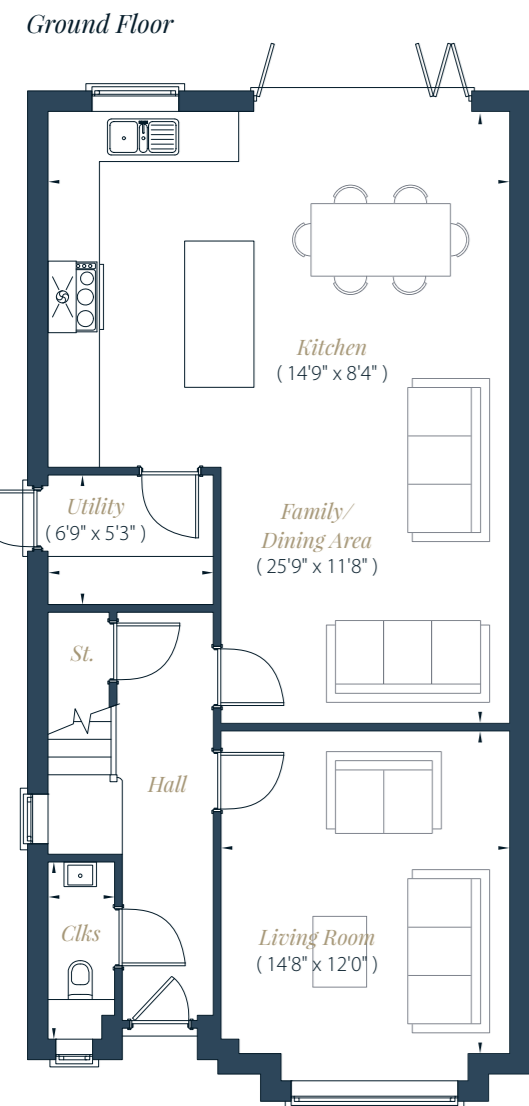 Ground Floor
Kitchen
( 14'9" x 8'4" )
Utility
( 6'9" x 5'3" )
Family/
Dining Area
( 25'9" x 11'8" )
St.
Hall
Clks
Living Room
( 14'8" x 12'0" )